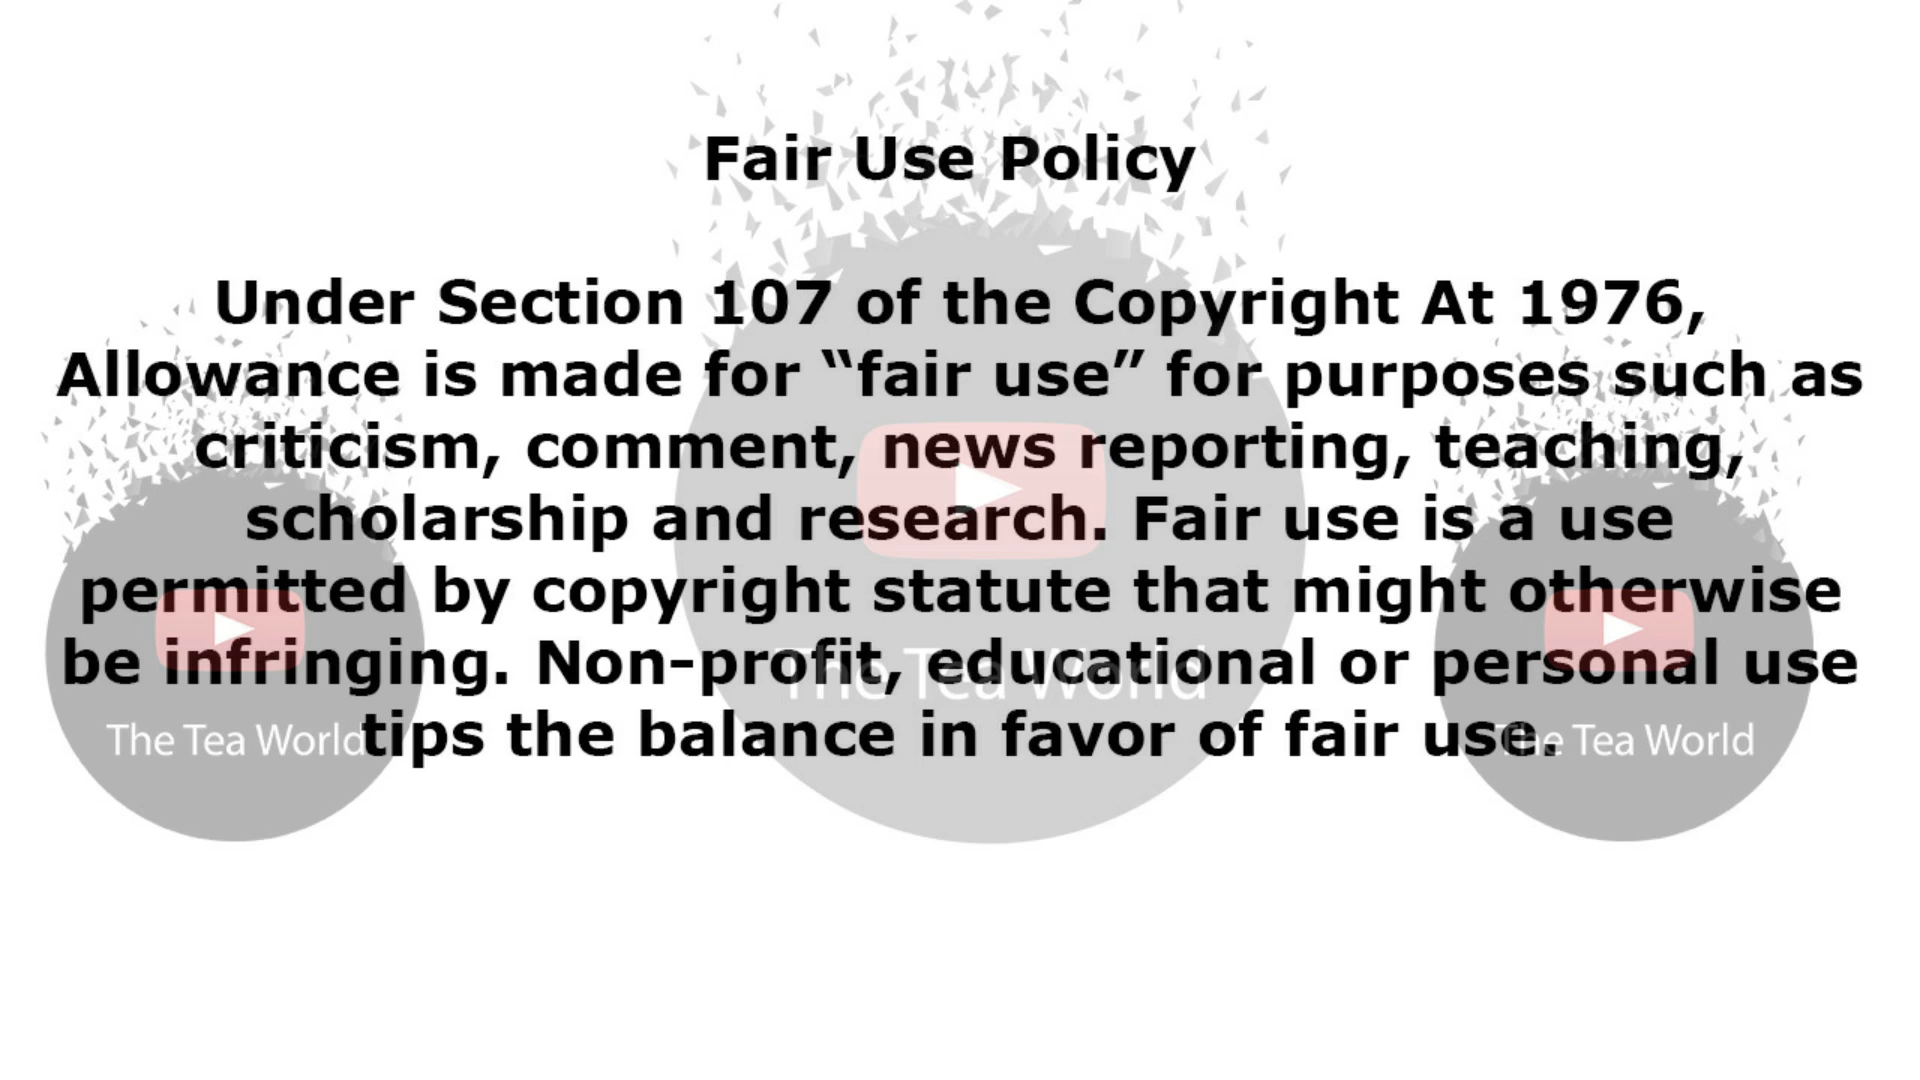 Fair Use Policy
Under Section 107 of the Copyright At 1976,
Allowance is made for “fair use” for purposes such as
criticism, comment, news reporting, teaching,
scholarship and research. Fair use is a use
permitted by copyright statute that might otherwise
be infringing. Non-profit, educational or personal use
tips the balance in favor of fair use.
The Tea World
The Tea World
The Tea World